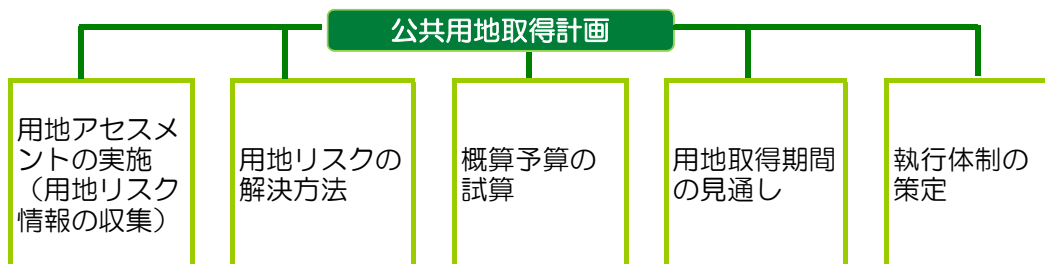 公共用地取得計画
用地アセスメ
ントの実施
（用地リスク
情報の収集）
用地リスクの
解決方法
概算予算の
試算
用地取得期間
の見通し
執行体制の
策定